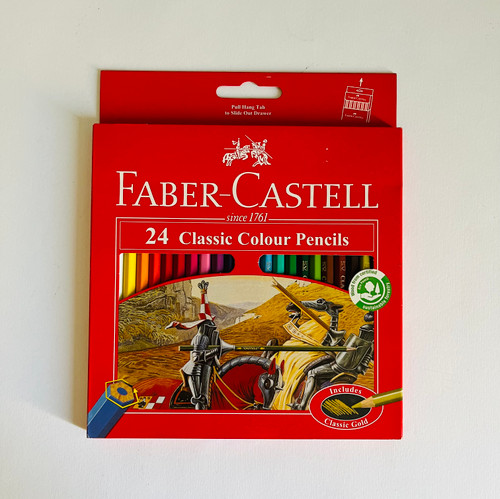 Pull Hang Tab
to Slide Out Drawer
FABER-CASTELL
since 1761
24 Classic Colour Pencils
Includes
Classic Gold